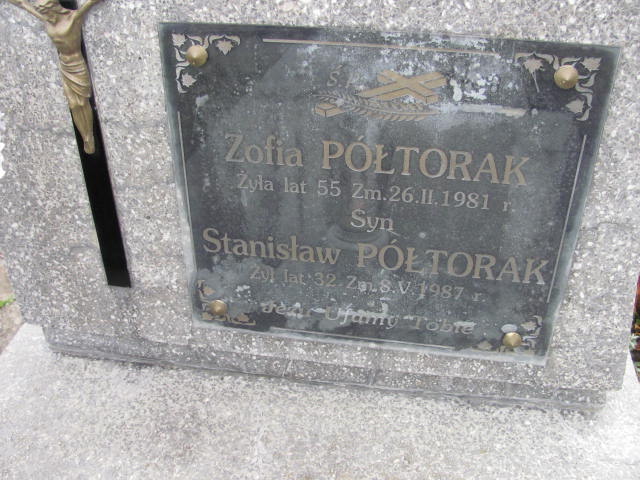 Ś.
Zofia PÓŁTORAK
Żyła lat 55 Zm. 26.II.1981 r.
Syn
Stanisław PÓŁTORAK
Żył lat 32 Zm. 8.V.1987 r.
Jezu Ufamy Tobie